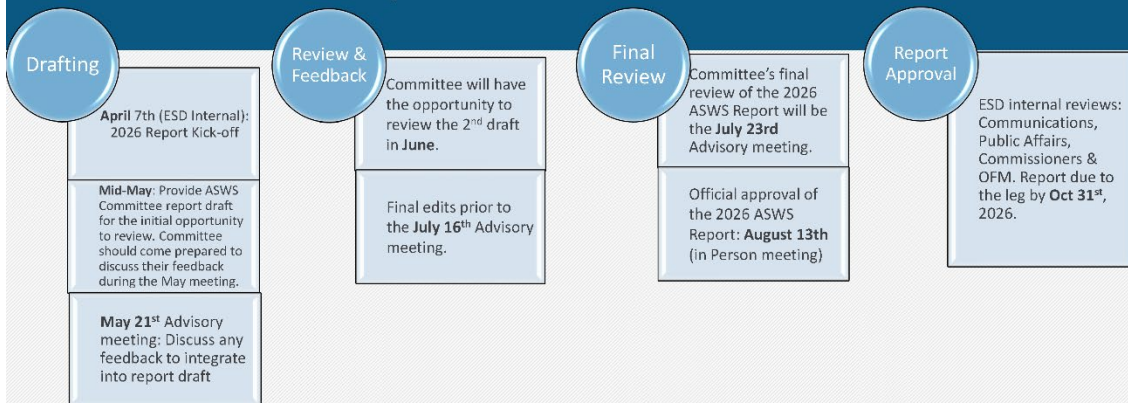 Drafting
April 7th (ESD Internal):
2026 Report Kick-off
Mid-May: Provide ASWS
Committee report draft
for the initial opportunity
to review. Committee
should come prepared to
discuss their feedback
during the May meeting.
May 21st Advisory
meeting: Discuss any
feedback to integrate
into report draft
Review &
Feedback
Committee will have
the opportunity to
review the 2nd draft
in June.
Final edits prior to
the July 16th Advisory
meeting.
Final
Review
Committee's final
review of the 2026
ASWS Report will be
the July 23rd
Advisory meeting.
Official approval of
the 2026 ASWS
Report: August 13th
(in Person meeting)
Report
Approval
ESD internal reviews:
Communications,
Public Affairs,
Commissioners &
OFM. Report due to
the leg by Oct 31st,
2026.